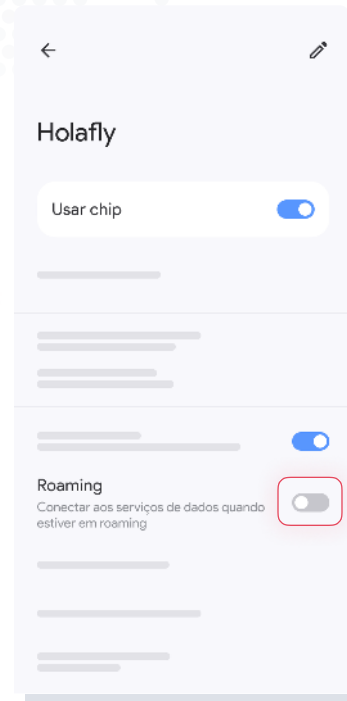 Holafly
Usar chip
Roaming
Conectar aos serviços de dados quando
estiver em roaming